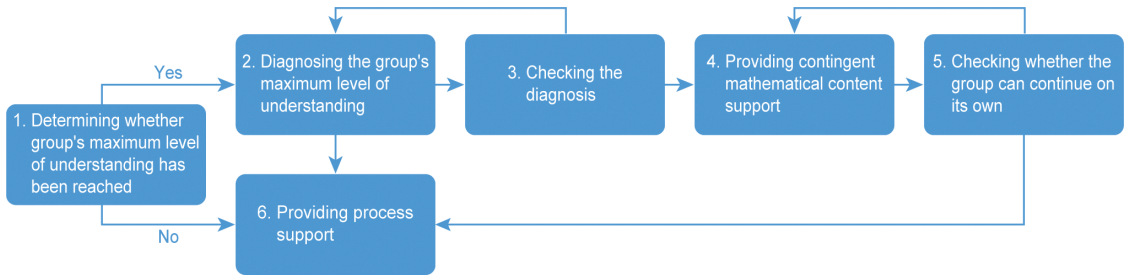 Yes
1. Determining whether
group's maximum level
of understanding has
been reached
No
2. Diagnosing the group's
maximum level of
understanding
3. Checking the
diagnosis
4. Providing contingent
mathematical content
support
5. Checking whether the
group can continue on
its own
6. Providing process
support